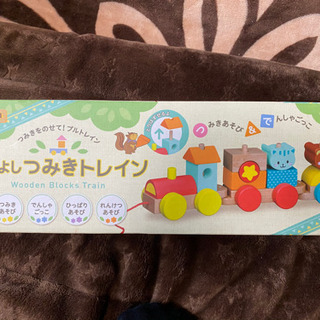 つみきをのせて!プルトレイン
よしつみきトレイン
Wooden Blocks Train
つみきあそび&でんしゃごっこ
つみき
あそび
でんしゃ
ごっこ
ひっぱり
あそび
れんけつ
あそび